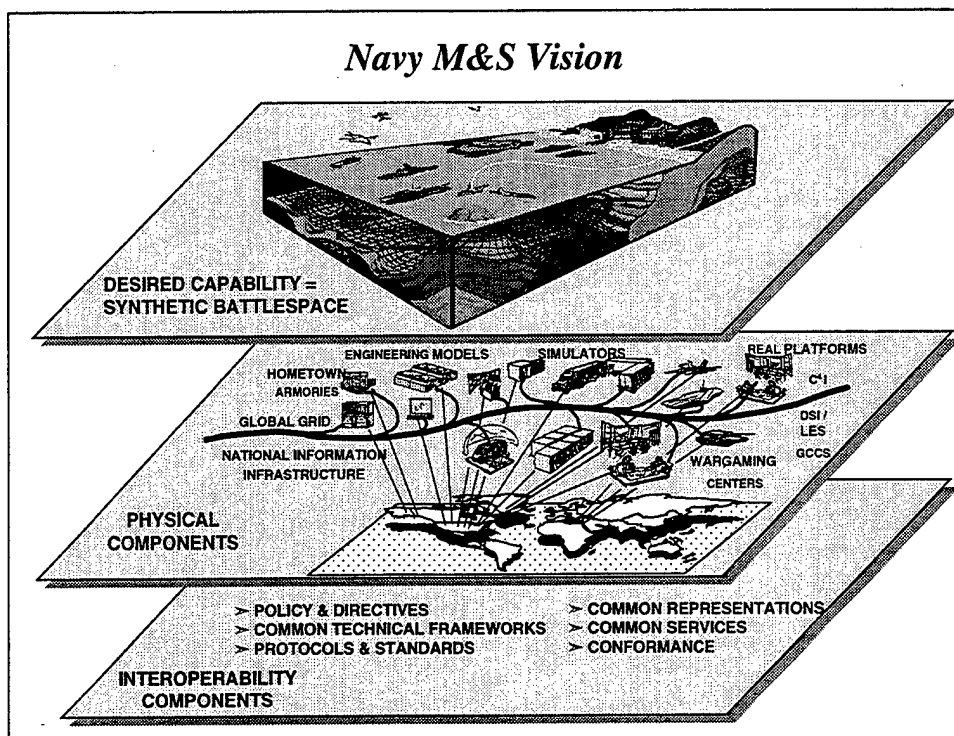 Navy M&S Vision
DESIRED CAPABILITY =
SYNTHETIC BATTLESPACE
ENGINEERING MODELS
SIMULATORS
REAL PLATFORMS
HOMETOWN
ARMORIES
C⁴I
GLOBAL GRID
DSI /
LES
NATIONAL INFORMATION
INFRASTRUCTURE
WARGAMING
CENTERS
GCCS
PHYSICAL
COMPONENTS
➢ POLICY & DIRECTIVES
➢ COMMON TECHNICAL FRAMEWORKS
➢ PROTOCOLS & STANDARDS
➢ COMMON REPRESENTATIONS
➢ COMMON SERVICES
➢ CONFORMANCE
INTEROPERABILITY
COMPONENTS